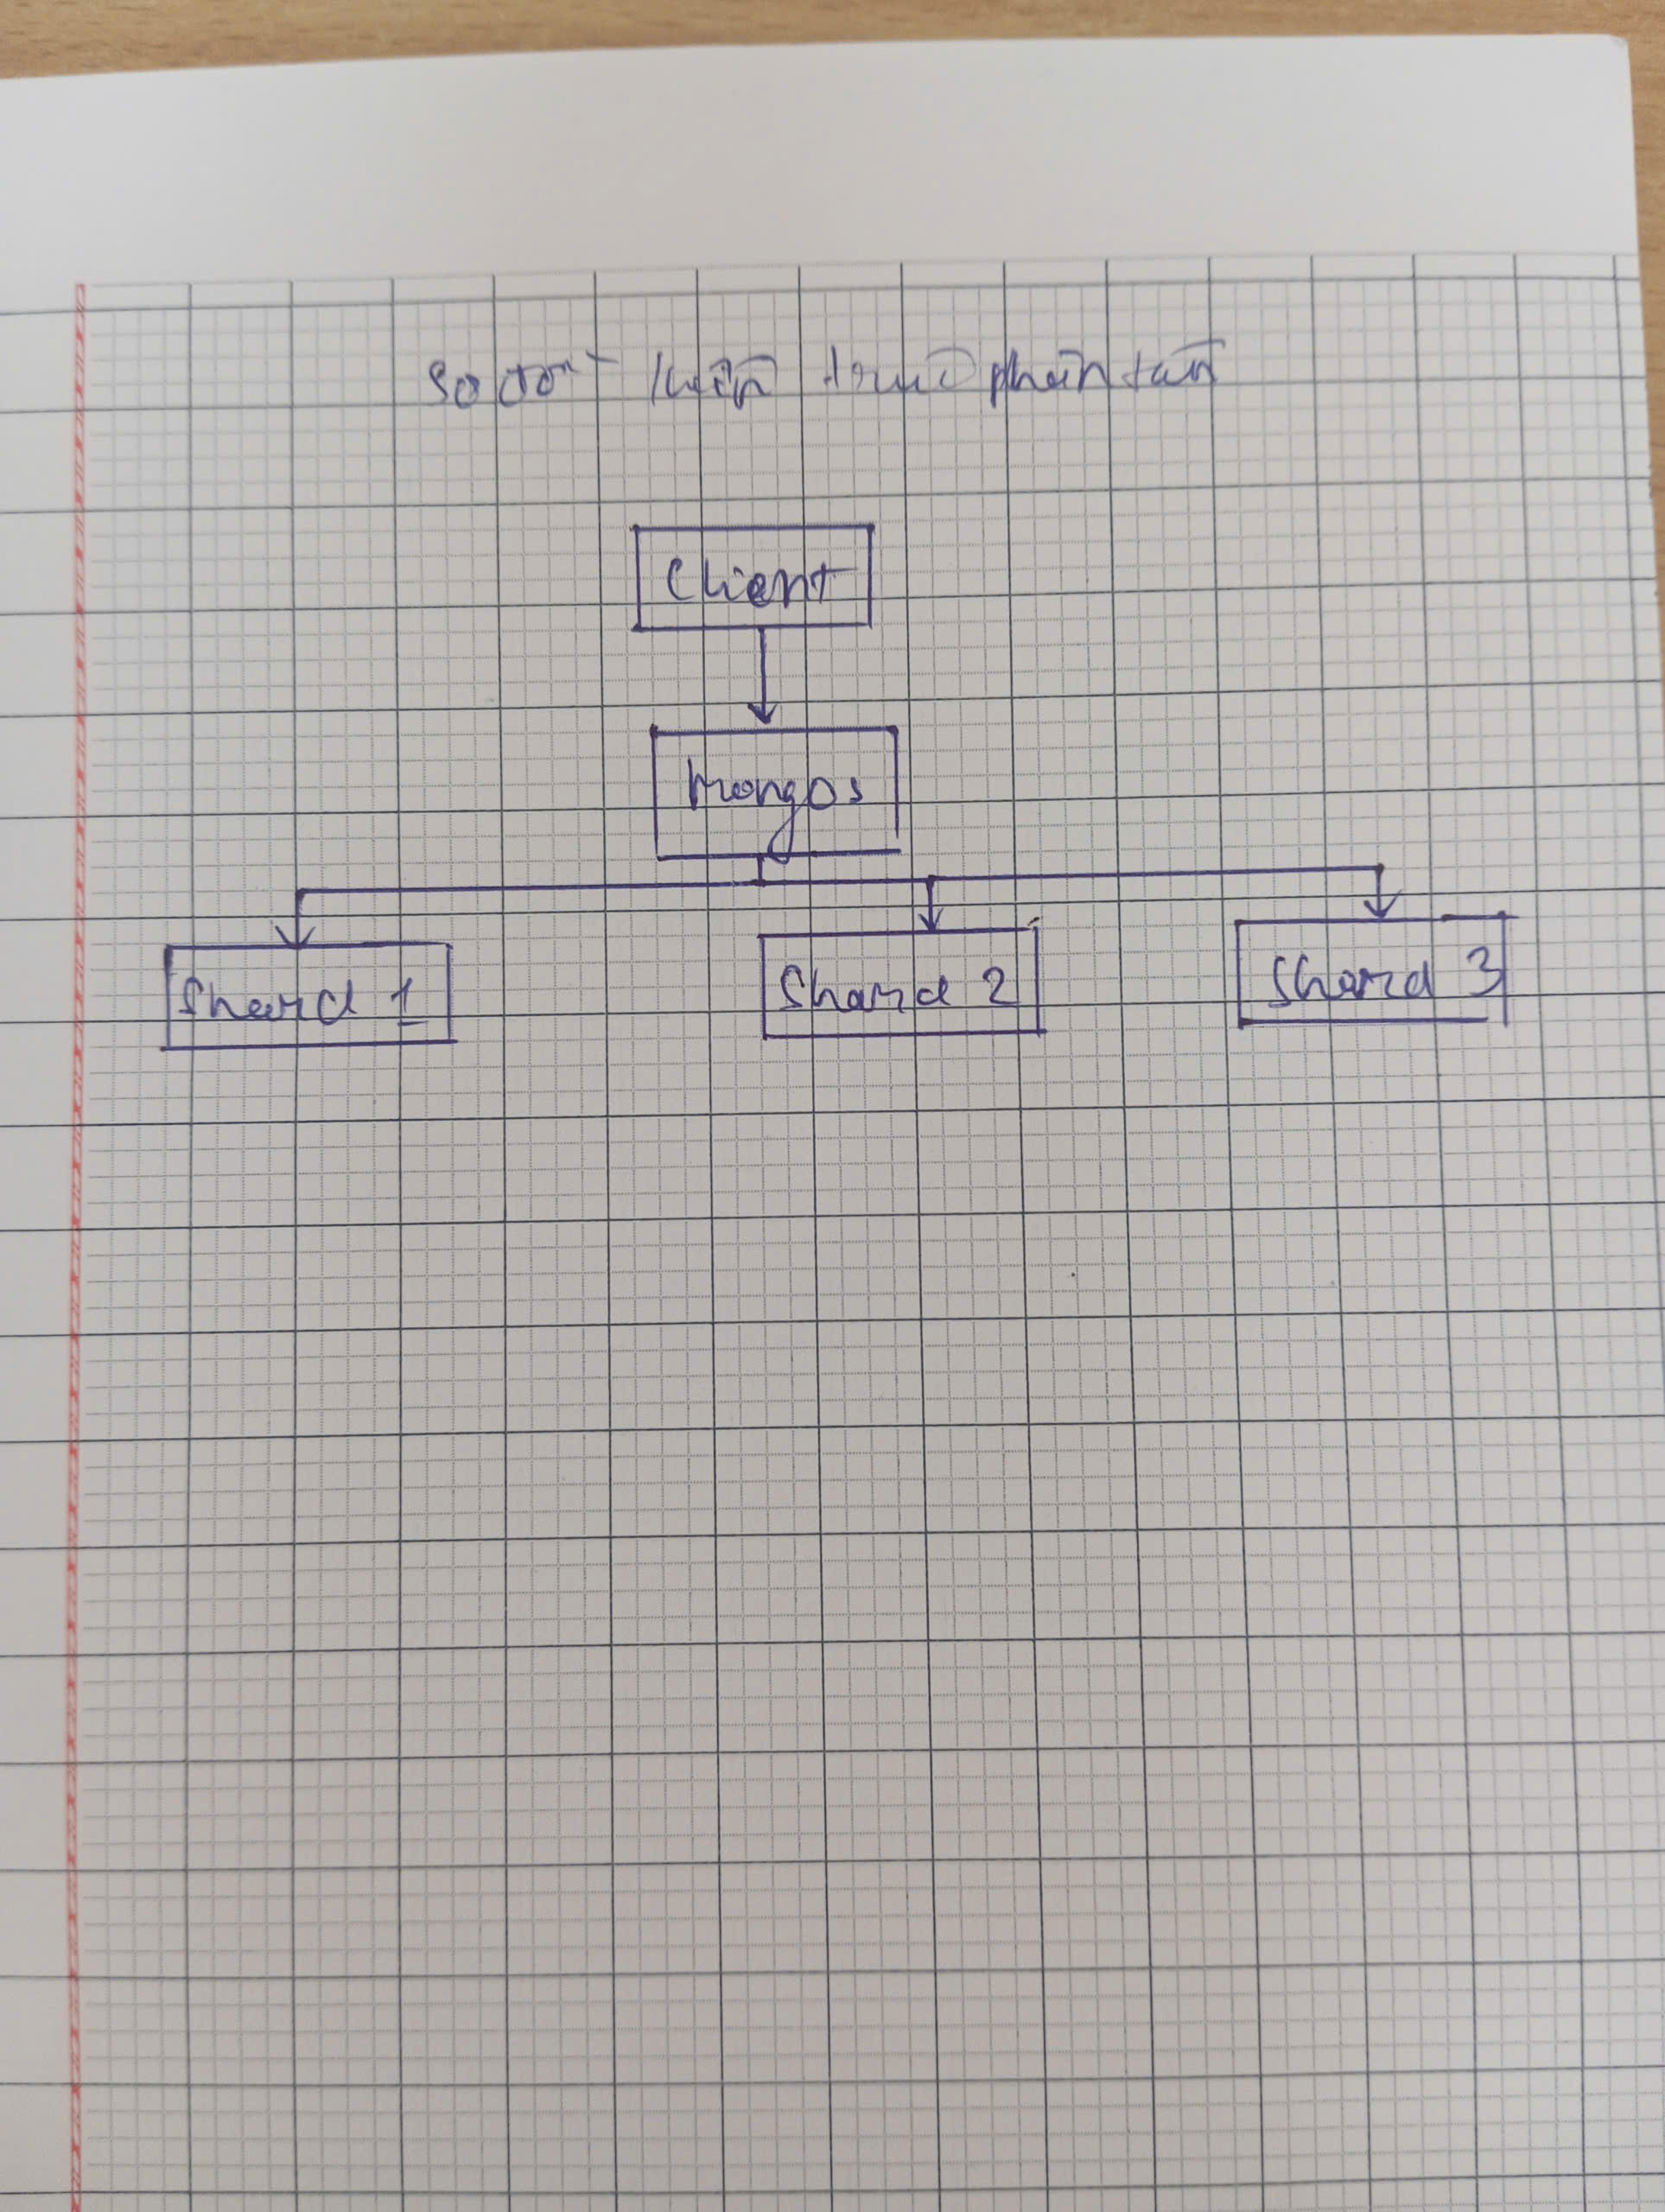 Sơ đồ kiến trúc phân tán
Client
Mongos
Shard 1
Shard 2
Shard 3